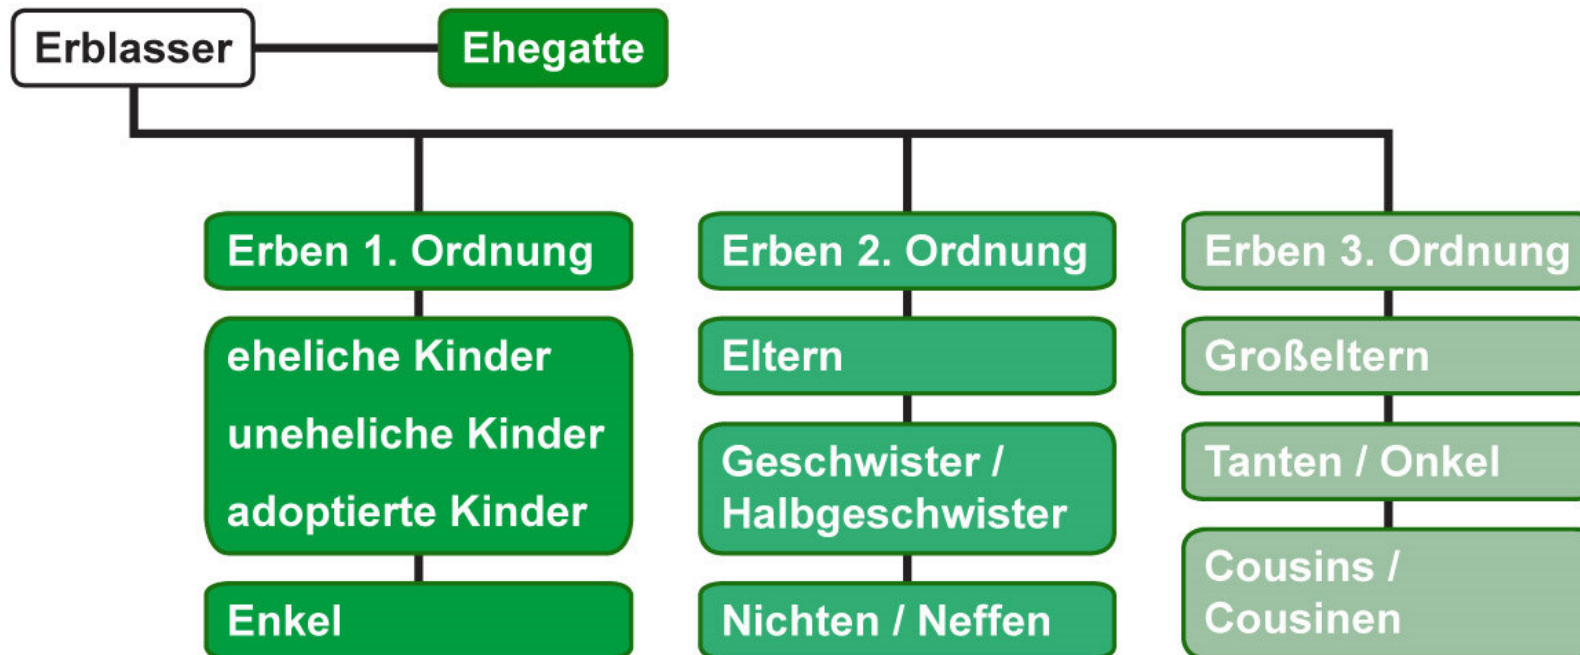 Erblasser
Ehegatte
Erben 1. Ordnung
eheliche Kinder
uneheliche Kinder
adoptierte Kinder
Enkel
Erben 2. Ordnung
Eltern
Geschwister /
Halbgeschwister
Nichten / Neffen
Erben 3. Ordnung
Großeltern
Tanten / Onkel
Cousins /
Cousinen